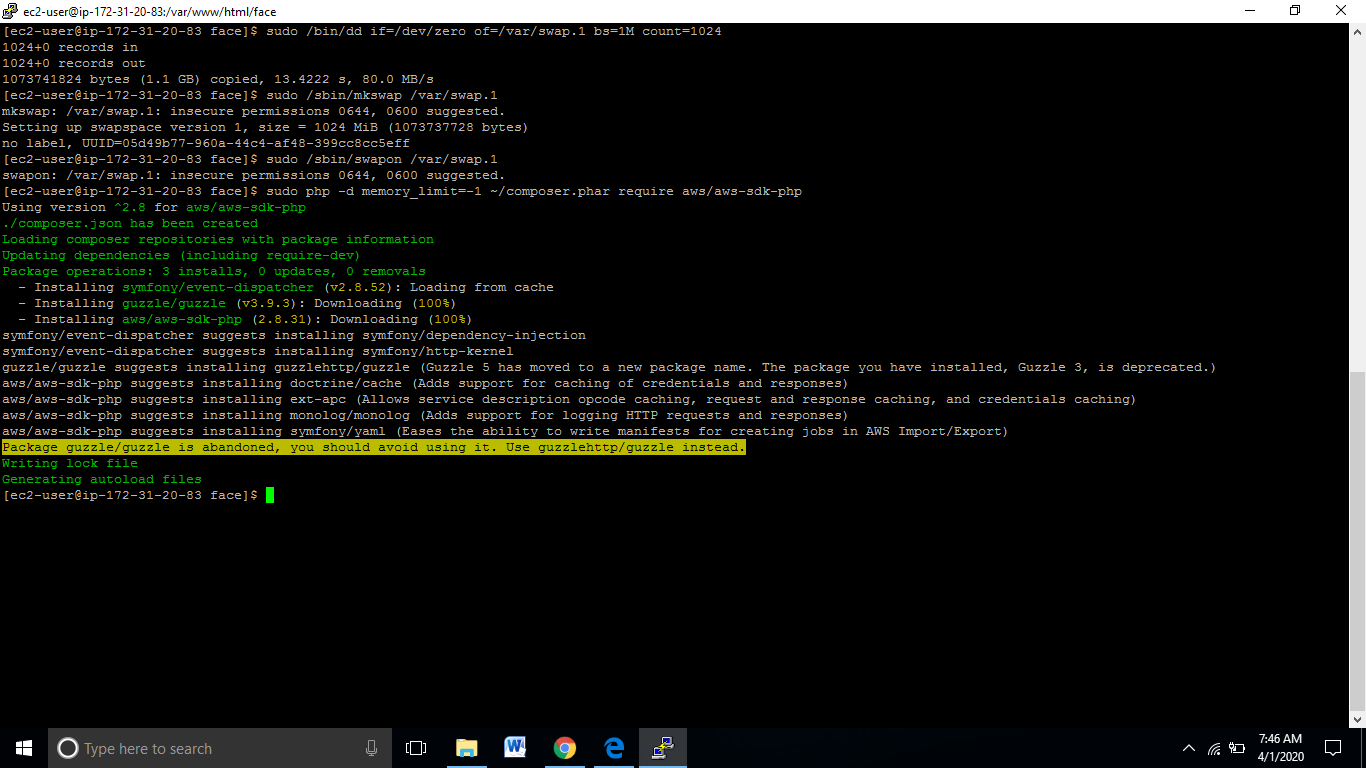 ec2-user@ip-172-31-20-83:/var/www/html/face
[ec2-user@ip-172-31-20-83 face]$ sudo /bin/dd if=/dev/zero of=/var/swap.1 bs=1M count=1024
1024+0 records in
1024+0 records out
1073741824 bytes (1.1 GB) copied, 13.4222 s, 80.0 MB/s
[ec2-user@ip-172-31-20-83 face]$ sudo /sbin/mkswap /var/swap.1
mkswap: /var/swap.1: insecure permissions 0644, 0600 suggested.
Setting up swapspace version 1, size = 1024 MiB (1073737728 bytes)
no label, UUID=05d49b77-960a-44c4-af48-399cc8cc5eff
[ec2-user@ip-172-31-20-83 face]$ sudo /sbin/swapon /var/swap.1
swapon: /var/swap.1: insecure permissions 0644, 0600 suggested.
[ec2-user@ip-172-31-20-83 face]$ sudo php -d memory_limit=-1 ~/composer.phar require aws/aws-sdk-php
Using version ^2.8 for aws/aws-sdk-php
./composer.json has been created
Loading composer repositories with package information
Updating dependencies (including require-dev)
Package operations: 3 installs, 0 updates, 0 removals
  - Installing symfony/event-dispatcher (v2.8.52): Loading from cache
  - Installing guzzle/guzzle (v3.9.3): Downloading (100%)
  - Installing aws/aws-sdk-php (2.8.31): Downloading (100%)
symfony/event-dispatcher suggests installing symfony/dependency-injection
symfony/event-dispatcher suggests installing symfony/http-kernel
guzzle/guzzle suggests installing guzzlehttp/guzzle (Guzzle 5 has moved to a new package name. The package you have installed, Guzzle 3, is deprecated.)
aws/aws-sdk-php suggests installing doctrine/cache (Adds support for caching of credentials and responses)
aws/aws-sdk-php suggests installing ext-apc (Allows service description opcode caching, request and response caching, and credentials caching)
aws/aws-sdk-php suggests installing monolog/monolog (Adds support for logging HTTP requests and responses)
aws/aws-sdk-php suggests installing symfony/yaml (Eases the ability to write manifests for creating jobs in AWS Import/Export)
Package guzzle/guzzle is abandoned, you should avoid using it. Use guzzlehttp/guzzle instead.
Writing lock file
Generating autoload files
[ec2-user@ip-172-31-20-83 face]$
Type here to search
7:46 AM
4/1/2020